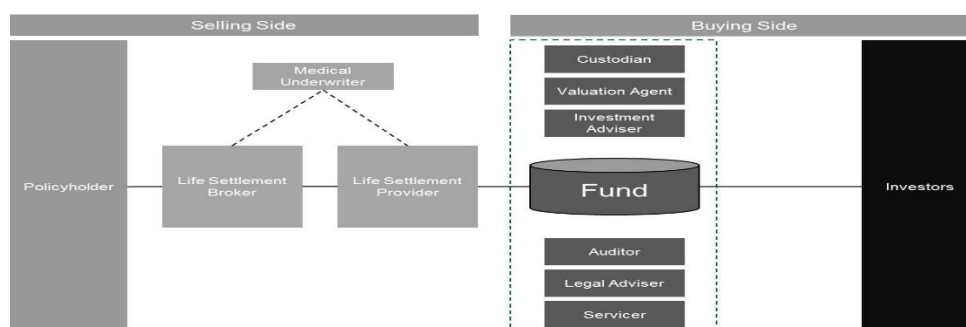 Selling Side
Buying Side
Medical
Underwriter
Custodian
Valuation Agent
Investment
Adviser
Policyholder
Life Settlement
Broker
Life Settlement
Provider
Fund
Investors
Auditor
Legal Adviser
Servicer